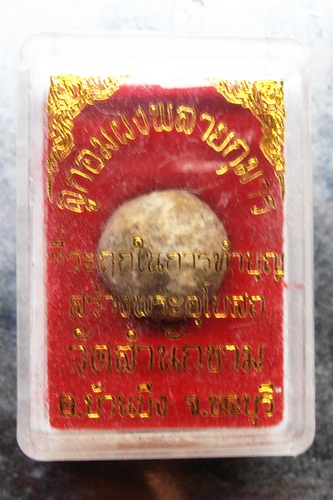 ลูกอมผงพลายกุมาร
ที่ระฤกในการทำบุญ
สร้างพระอุโบสถ
วัดสำนักขาม
อ.บ้านบึง จ.ชลบุรี